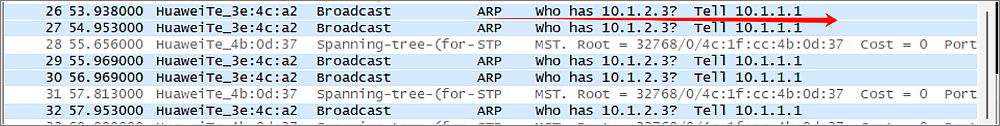 26 53.938000 HuaweiTe_3e:4c:a2 Broadcast ARP Who has 10.1.2.3? Tell 10.1.1.1
27 54.953000 HuaweiTe_3e:4c:a2 Broadcast ARP Who has 10.1.2.3? Tell 10.1.1.1
28 55.656000 HuaweiTe_4b:0d:37 Spanning-tree-(for- STP MST. Root = 32768/0/4c:1f:cc:4b:0d:37 Cost = 0 Port
29 55.969000 HuaweiTe_3e:4c:a2 Broadcast ARP Who has 10.1.2.3? Tell 10.1.1.1
30 56.969000 HuaweiTe_3e:4c:a2 Broadcast ARP Who has 10.1.2.3? Tell 10.1.1.1
31 57.813000 HuaweiTe_4b:0d:37 Spanning-tree-(for- STP MST. Root = 32768/0/4c:1f:cc:4b:0d:37 Cost = 0 Port
32 57.953000 HuaweiTe_3e:4c:a2 Broadcast ARP Who has 10.1.2.3? Tell 10.1.1.1